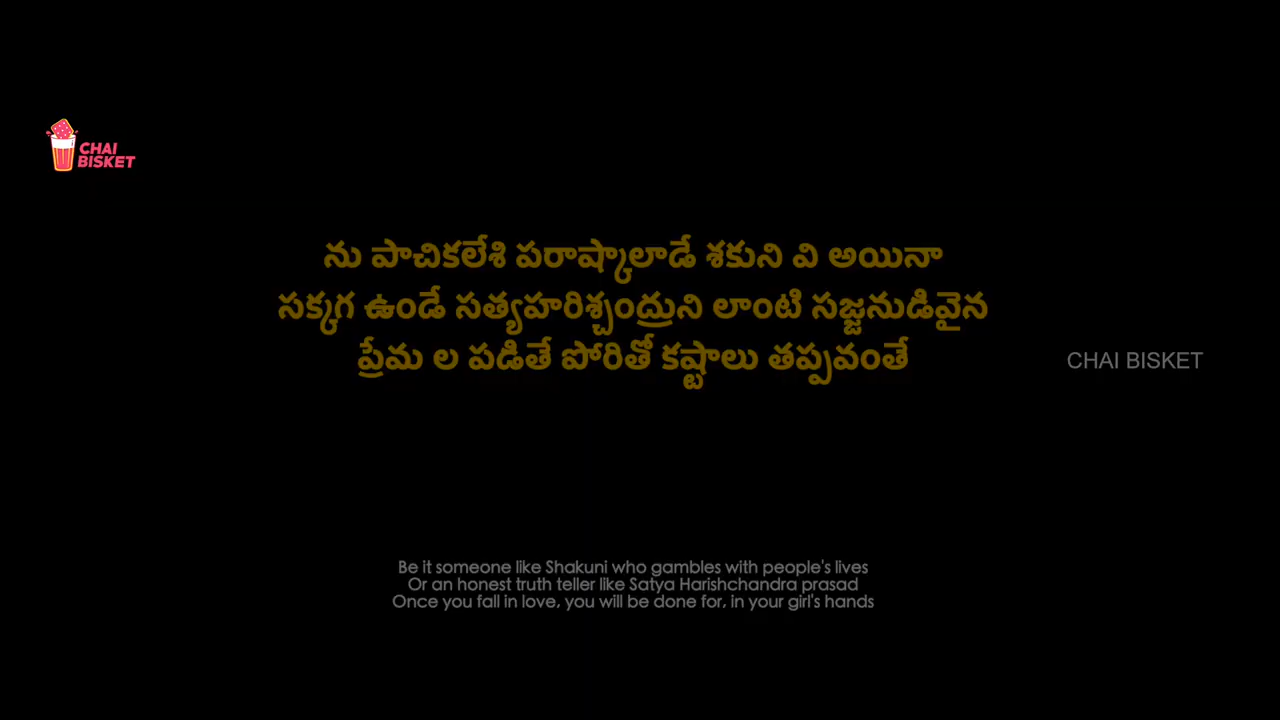 CHAI
BISKET
ను పాచికలేశి పరాష్కాలాడే శకుని వి అయినా
సక్కగ ఉండే సత్యహరిశ్చంద్రుని లాంటి సజ్జనుడివైన
ప్రేమ ల పడితే పోరితో కష్టాలు తప్పవంతే
CHAI BISKET
Be it someone like Shakuni who gambles with people's lives
Or an honest truth teller like Satya Harishchandra prasad
Once you fall in love, you will be done for, in your girl's hands